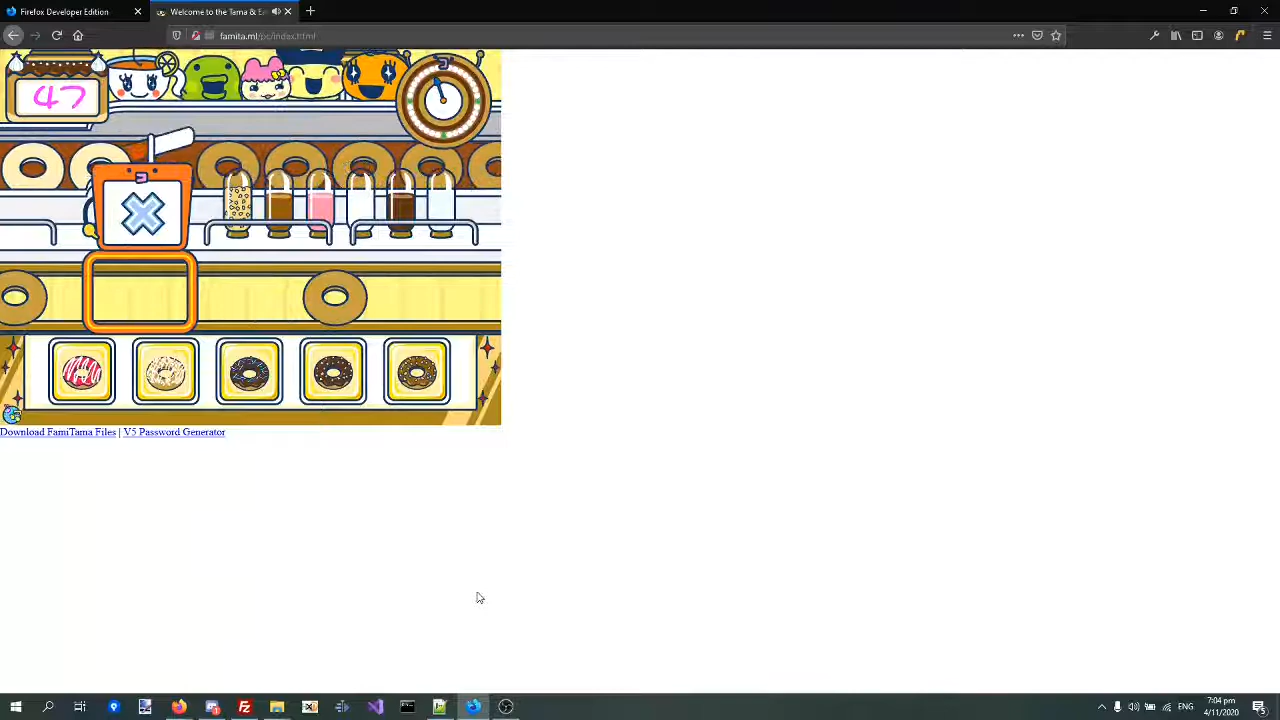 Firefox Developer Edition
Welcome to the Tama & E
famita.ml/pc/index.html
47
Download FamiTama Files | V5 Password Generator
ENG
7:04 pm
4/11/2020